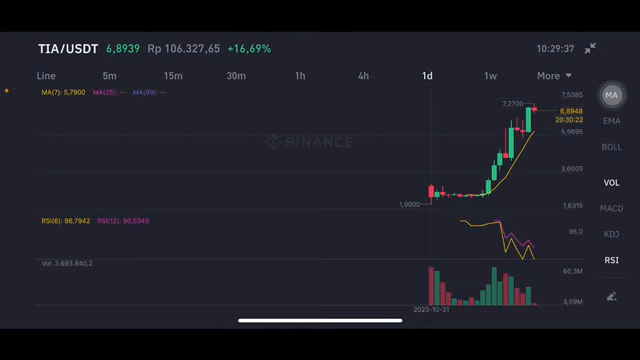 TIA/USDT 6,8939 Rp 106.327,65 +16,69% 10:29:37
Line 5m 15m 30m 1h 4h 1d 1w More
MA(7): 5,7900 MA(25): -- MA(99): --
7,5385
MA
7,2700
6,8948
20:30:22
EMA
5,5695
BINANCE
BOLL
3,6005
VOL
1,9000
1,6315
MACD
RSI(6): 86,7942 RSI(12): 90,5348
95,0
KDJ
Vol: 3.693.840,2
RSI
60,3M
3,69M
2023-10-31